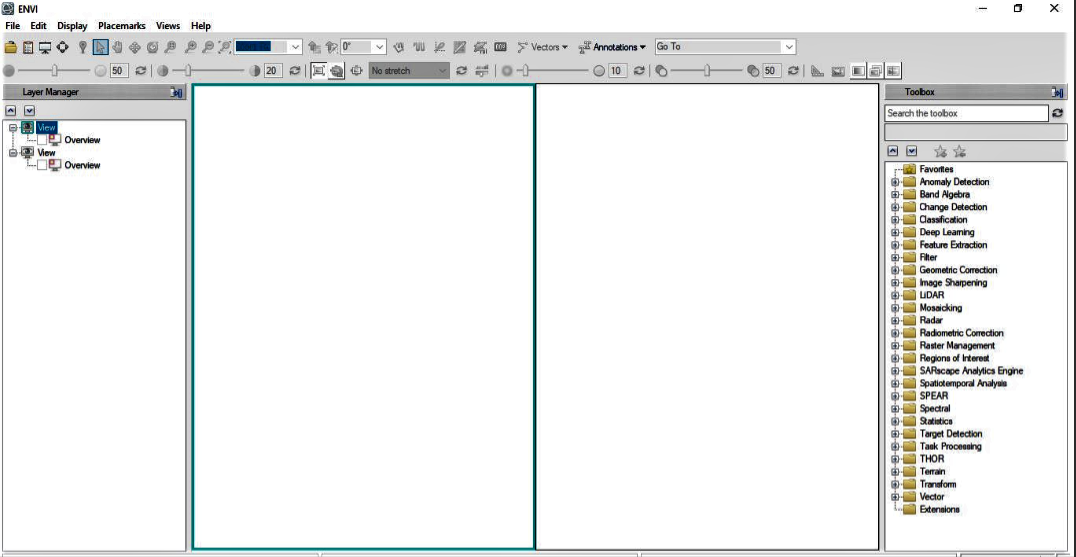 ENVI
File Edit Display Placemarks Views Help
0° Vectors Annotations Go To
50 20 No stretch 10 50
Layer Manager
View
Overview
View
Overview
Toolbox
Search the toolbox
Favorites
Anomaly Detection
Band Algebra
Change Detection
Classification
Deep Learning
Feature Extraction
Filter
Geometric Correction
Image Sharpening
LiDAR
Mosaicking
Radar
Radiometric Correction
Raster Management
Regions of Interest
SARscape Analytics Engine
Spatiotemporal Analysis
SPEAR
Spectral
Statistics
Target Detection
Task Processing
THOR
Terrain
Transform
Vector
Extensions